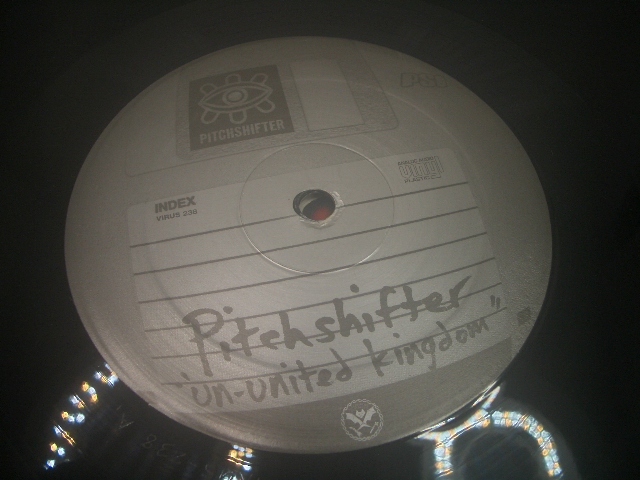 PITCHSHIFTER
INDEX
VIRUS 238
Pitchshifter
"un-united kingdom"